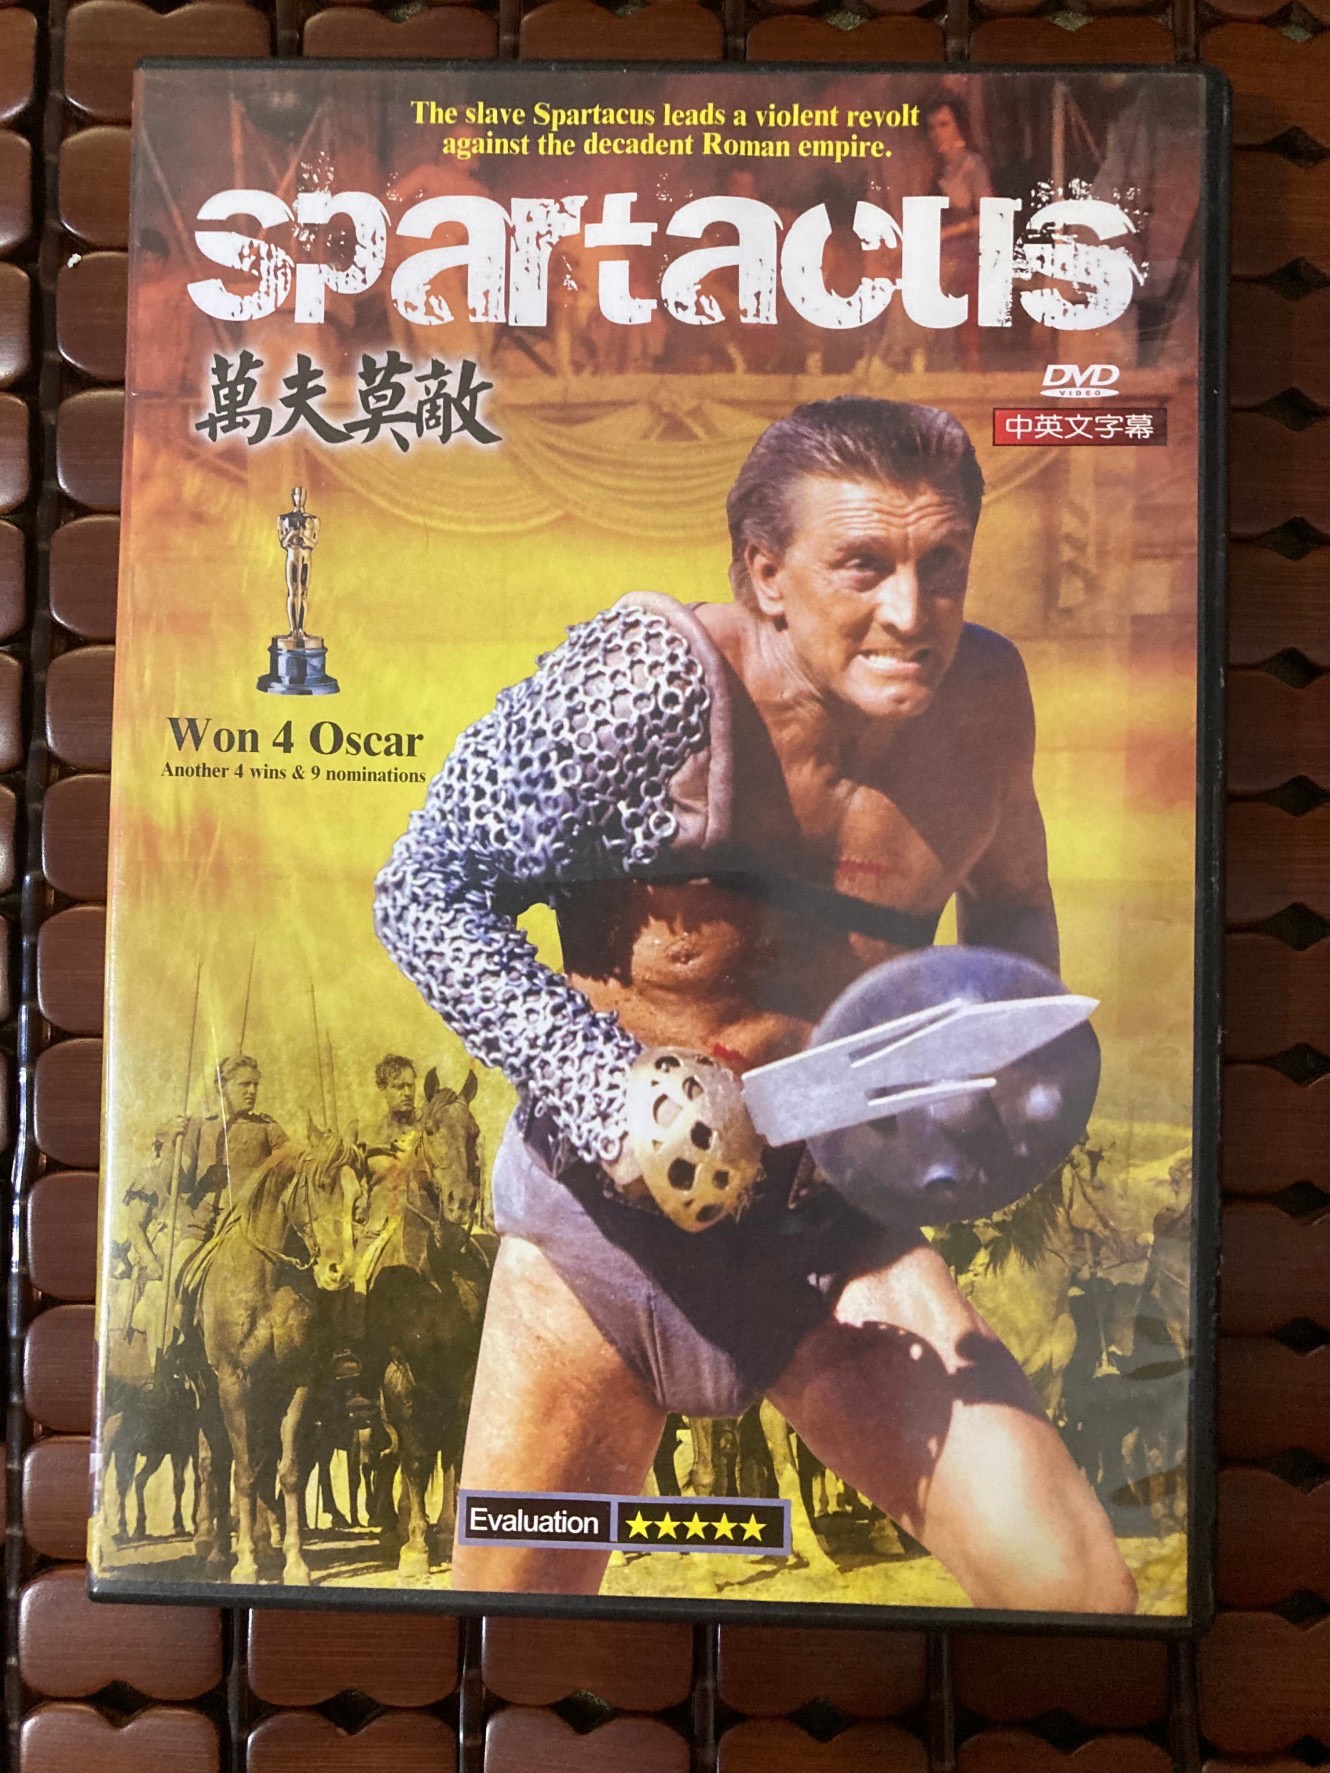 The slave Spartacus leads a violent revolt
against the decadent Roman empire.
spartacus
萬夫莫敵
DVD
VIDEO
中英文字幕
Won 4 Oscar
Another 4 wins & 9 nominations
Evaluation ★★★★★